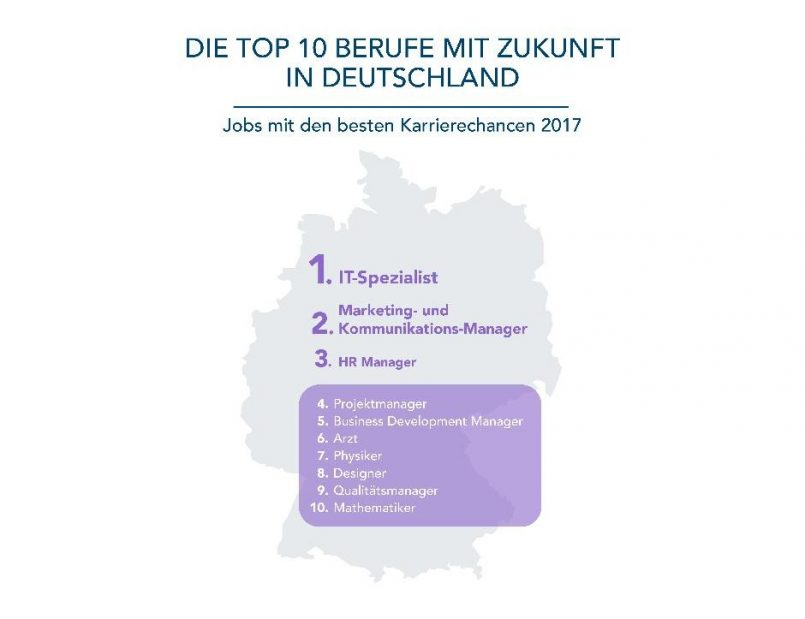 DIE TOP 10 BERUFE MIT ZUKUNFT
IN DEUTSCHLAND
Jobs mit den besten Karrierechancen 2017
1. IT-Spezialist
2. Marketing- und
Kommunikations-Manager
3. HR Manager
4. Projektmanager
5. Business Development Manager
6. Arzt
7. Physiker
8. Designer
9. Qualitätsmanager
10. Mathematiker